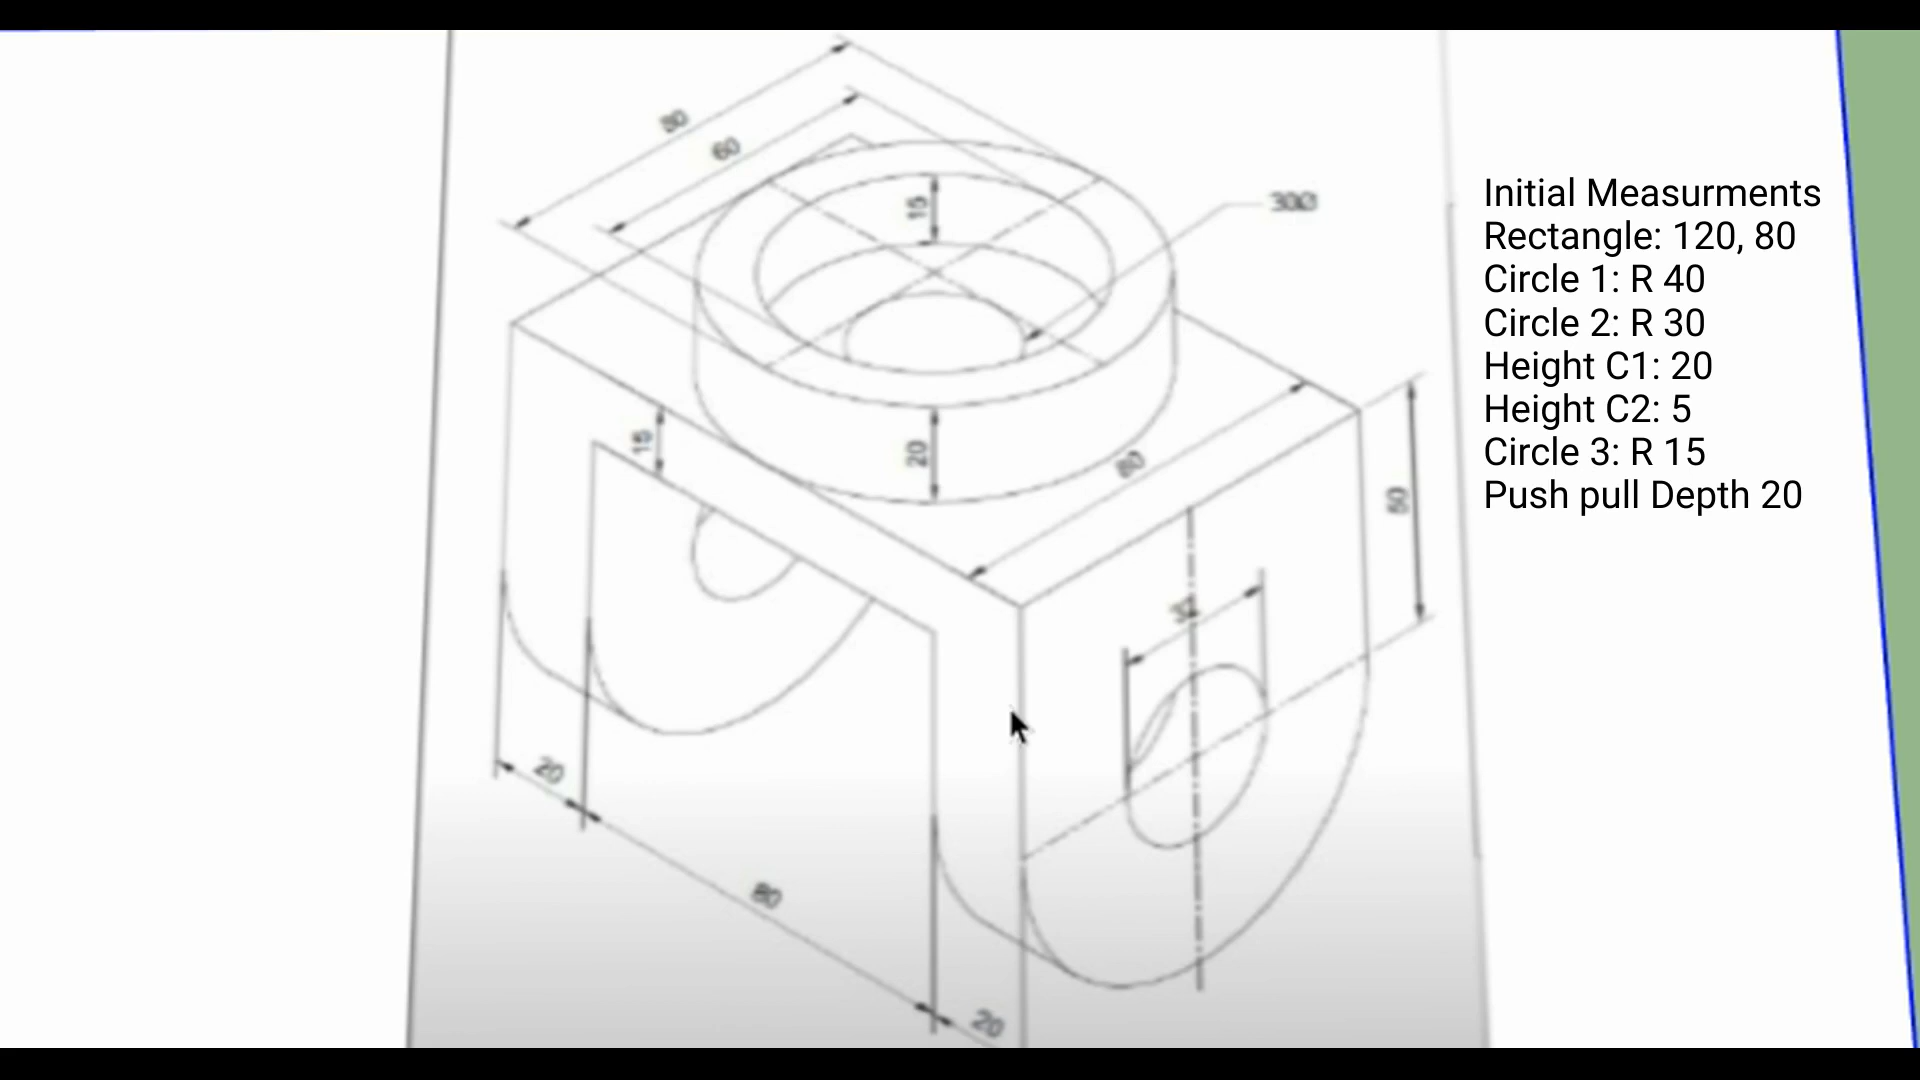 80
60
15
30Ø
15
20
80
50
20
80
20
Initial Measurments
Rectangle: 120, 80
Circle 1: R 40
Circle 2: R 30
Height C1: 20
Height C2: 5
Circle 3: R 15
Push pull Depth 20